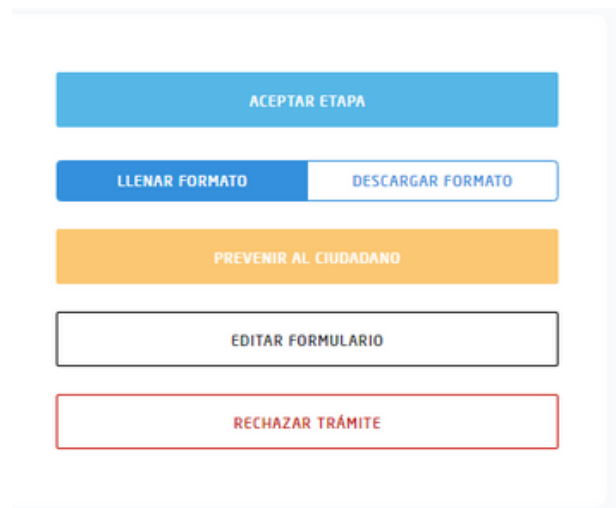 ACEPTAR ETAPA
LLENAR FORMATO DESCARGAR FORMATO
PREVENIR AL CIUDADANO
EDITAR FORMULARIO
RECHAZAR TRÁMITE